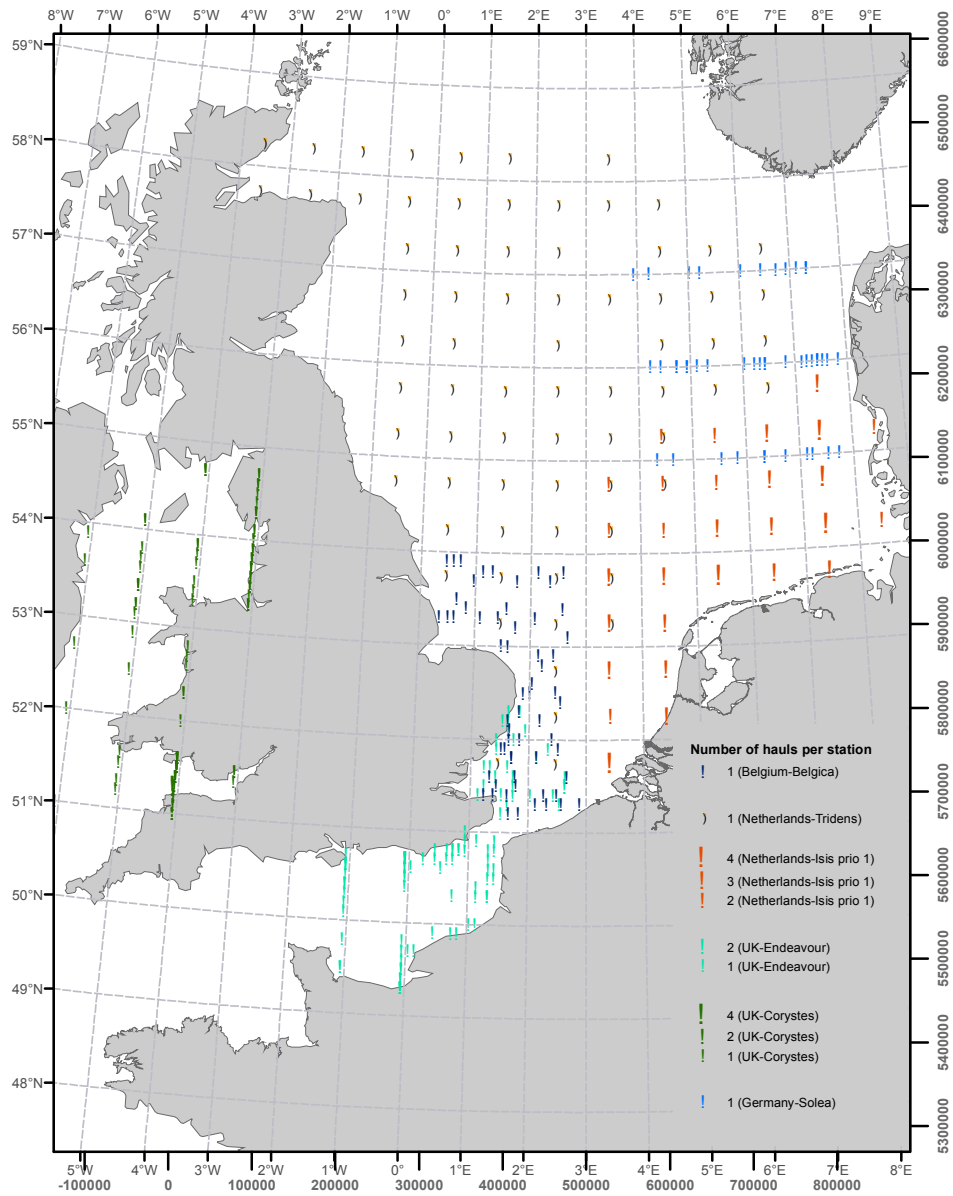 8°W 7°W 6°W 5°W 4°W 3°W 2°W 1°W 0° 1°E 2°E 3°E 4°E 5°E 6°E 7°E 8°E 9°E
59°N
58°N
57°N
56°N
55°N
54°N
53°N
52°N
51°N
50°N
49°N
48°N
6600000
6500000
6400000
6300000
6200000
6100000
6000000
5900000
5800000
5700000
5600000
5500000
5400000
5300000
Number of hauls per station
1 (Belgium-Belgica)
1 (Netherlands-Tridens)
4 (Netherlands-Isis prio 1)
3 (Netherlands-Isis prio 1)
2 (Netherlands-Isis prio 1)
2 (UK-Endeavour)
1 (UK-Endeavour)
4 (UK-Corystes)
2 (UK-Corystes)
1 (UK-Corystes)
1 (Germany-Solea)
5°W 4°W 3°W 2°W 1°W 0° 1°E 2°E 3°E 4°E 5°E 6°E 7°E 8°E
-100000 0 100000 200000 300000 400000 500000 600000 700000 800000